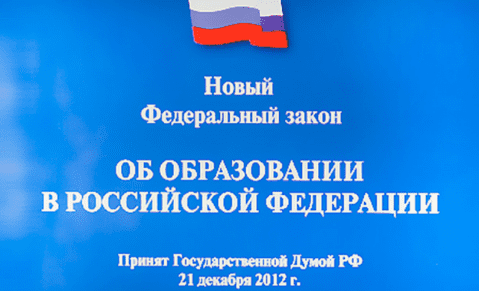 Новый
Федеральный закон
ОБ ОБРАЗОВАНИИ
В РОССИЙСКОЙ ФЕДЕРАЦИИ
Принят Государственной Думой РФ
21 декабря 2012 г.